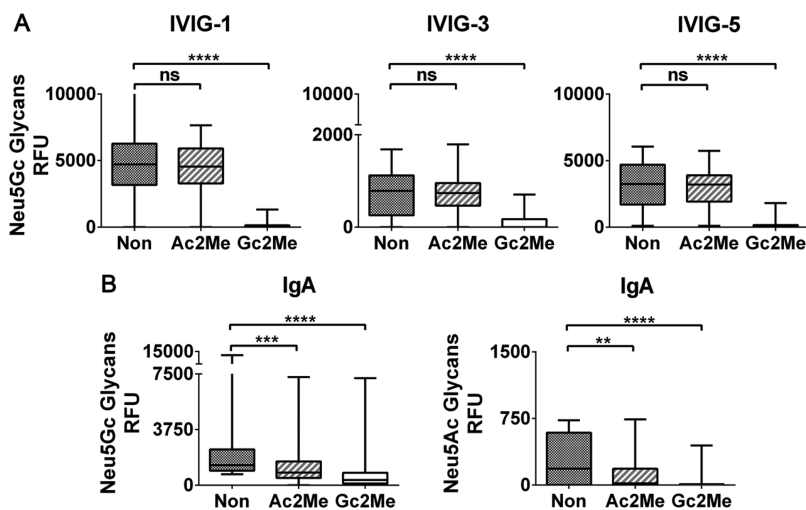 A
IVIG-1
IVIG-3
IVIG-5
Neu5Gc Glycans
RFU
****
ns
10000
5000
0
Non
Ac2Me
Gc2Me
****
ns
10000
2000
0
Non
Ac2Me
Gc2Me
****
ns
10000
5000
0
Non
Ac2Me
Gc2Me
B
IgA
IgA
Neu5Gc Glycans
RFU
****
***
15000
7500
3750
0
Non
Ac2Me
Gc2Me
Neu5Ac Glycans
RFU
****
**
1500
750
0
Non
Ac2Me
Gc2Me